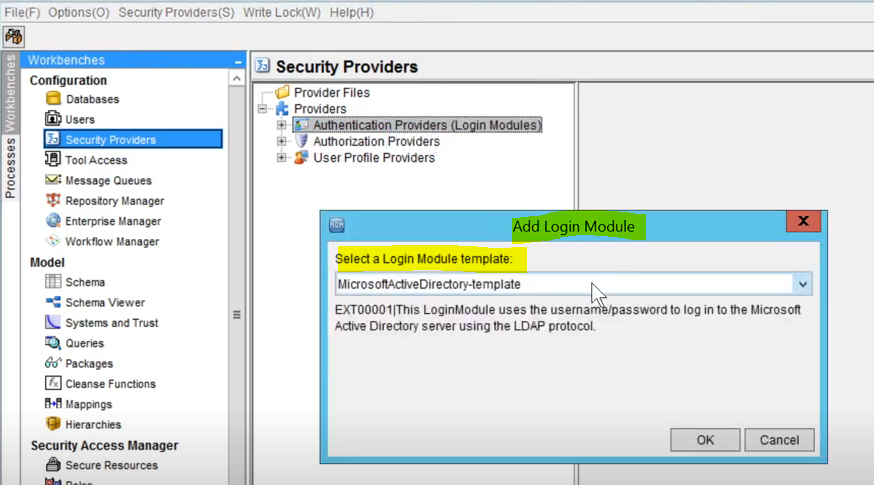 File(F) Options(O) Security Providers(S) Write Lock(W) Help(H)
Workbenches
Processes
Workbenches
Configuration
Databases
Users
Security Providers
Tool Access
Message Queues
Repository Manager
Enterprise Manager
Workflow Manager
Model
Schema
Schema Viewer
Systems and Trust
Queries
Packages
Cleanse Functions
Mappings
Hierarchies
Security Access Manager
Secure Resources
Security Providers
Provider Files
Providers
Authentication Providers (Login Modules)
Authorization Providers
User Profile Providers
Add Login Module
X
Select a Login Module template:
MicrosoftActiveDirectory-template
EXT00001|This LoginModule uses the username/password to log in to the Microsoft
Active Directory server using the LDAP protocol.
OK Cancel